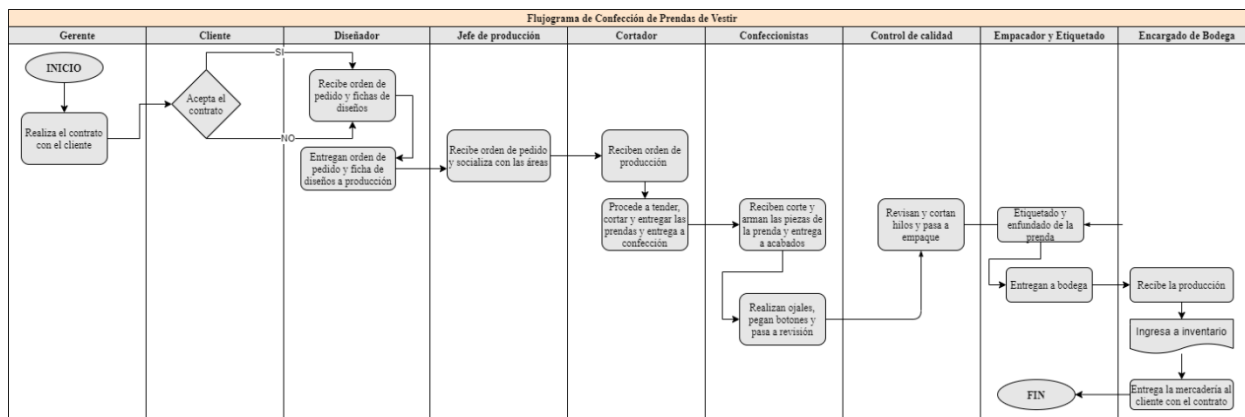 Flujograma de Confección de Prendas de Vestir
Gerente
Cliente
Diseñador
Jefe de producción
Cortador
Confeccionistas
Control de calidad
Empacador y Etiquetado
Encargado de Bodega
INICIO
Realiza el contrato
con el cliente
Acepta el
contrato
SI
NO
Recibe orden de
pedido y fichas de
diseños
Entregan orden de
pedido y ficha de
diseños a producción
Recibe orden de pedido
y socializa con las áreas
Reciben orden de
producción
Procede a tender,
cortar y entregar las
prendas y entrega a
confección
Reciben corte y
arman las piezas de
la prenda y entrega
a acabados
Realizan ojales,
pegan botones y
pasa a revisión
Revisan y cortan
hilos y pasa a
empaque
Etiquetado y
enfundado de la
prenda
Entregan a bodega
Recibe la producción
Ingresa a inventario
Entrega la mercadería al
cliente con el contrato
FIN